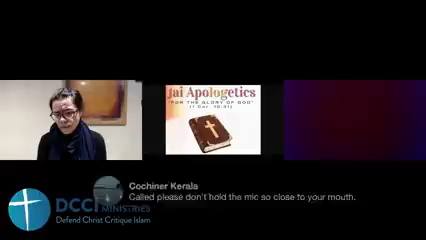 Jai Apologetics
"FOR THE GLORY OF GOD"
(1 Cor. 10:31)
Cochiner Kerala
Called please don't hold the mic so close to your mouth.
DCCI
MINISTRIES
Defend Christ Critique Islam